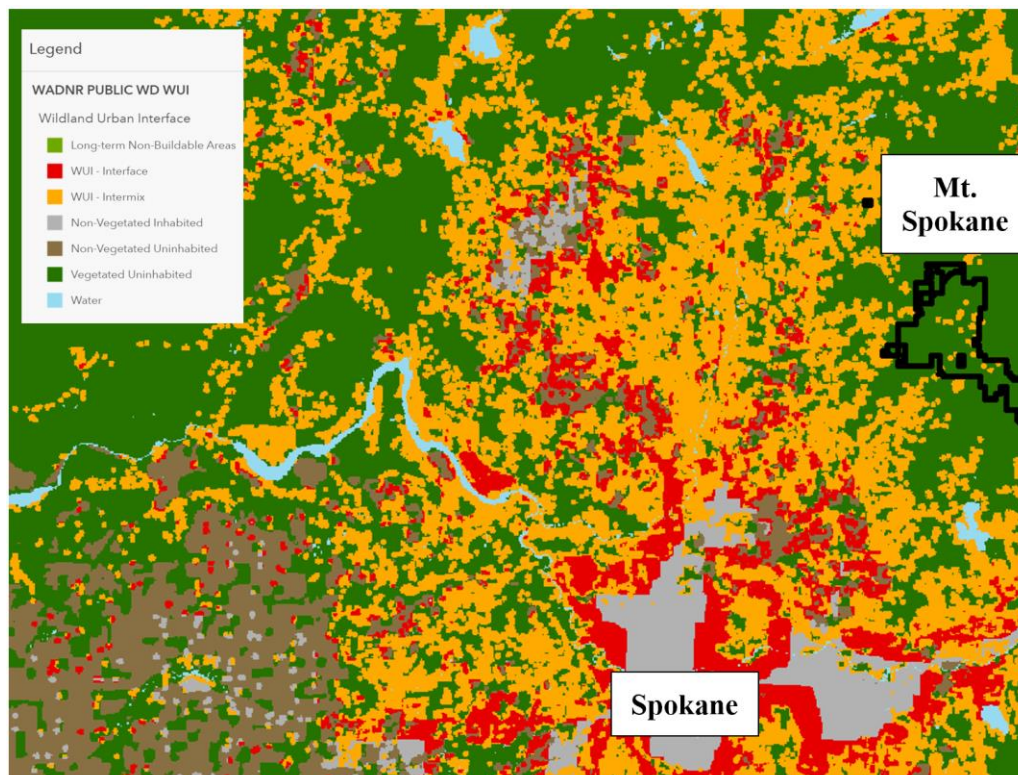 Legend
WADNR PUBLIC WD WUI
Wildland Urban Interface
Long-term Non-Buildable Areas
WUI - Interface
WUI - Intermix
Non-Vegetated Inhabited
Non-Vegetated Uninhabited
Vegetated Uninhabited
Water
Mt.
Spokane
Spokane